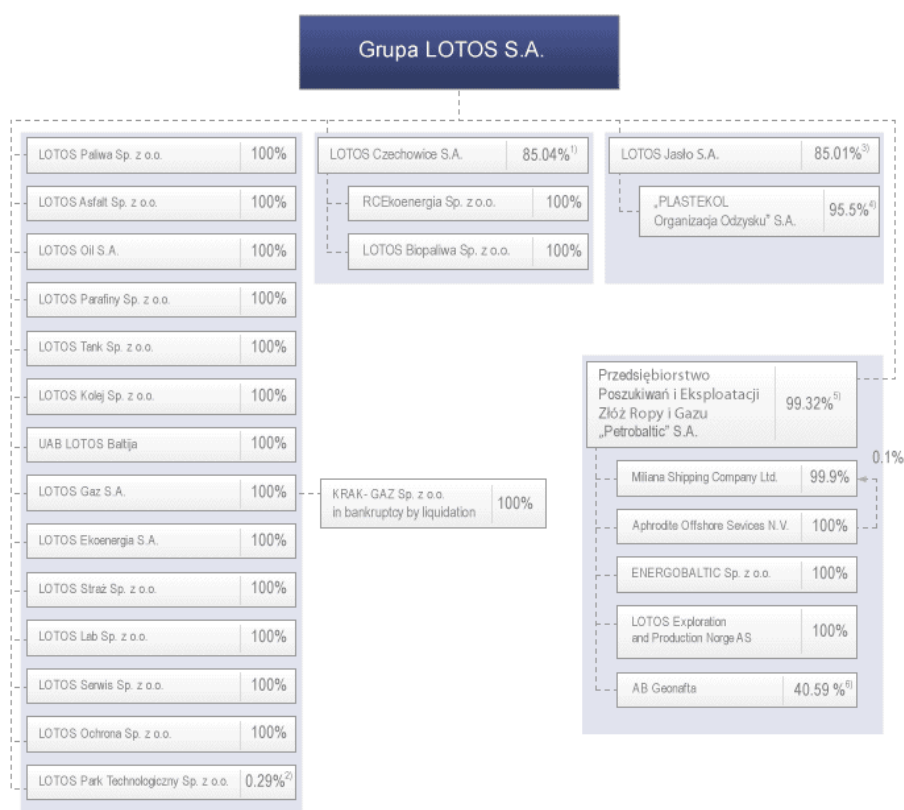 Grupa LOTOS S.A.
LOTOS Paliwa Sp. z o.o. 100%
LOTOS Asfalt Sp. z o.o. 100%
LOTOS Oil S.A. 100%
LOTOS Parafiny Sp. z o.o. 100%
LOTOS Tank Sp. z o.o. 100%
LOTOS Kolej Sp. z o.o. 100%
UAB LOTOS Baltija 100%
LOTOS Gaz S.A. 100%
LOTOS Ekoenergia S.A. 100%
LOTOS Straż Sp. z o.o. 100%
LOTOS Lab Sp. z o.o. 100%
LOTOS Serwis Sp. z o.o. 100%
LOTOS Ochrona Sp. z o.o. 100%
LOTOS Park Technologiczny Sp. z o.o. 0.29%2)
KRAK- GAZ Sp. z o.o.
in bankruptcy by liquidation
100%
LOTOS Czechowice S.A. 85.04%1)
RCEkoenergia Sp. z o.o. 100%
LOTOS Biopaliwa Sp. z o.o. 100%
LOTOS Jasło S.A. 85.01%3)
„PLASTEKOL
Organizacja Odzysku" S.A.
95.5%4)
Przedsiębiorstwo
Poszukiwań i Eksploatacji
Złóż Ropy i Gazu
„Petrobaltic" S.A.
99.32%5)
0.1%
Miliana Shipping Company Ltd. 99.9%
Aphrodite Offshore Sevices N.V. 100%
ENERGOBALTIC Sp. z o.o. 100%
LOTOS Exploration
and Production Norge AS
100%
AB Geonafta 40.59 %6)